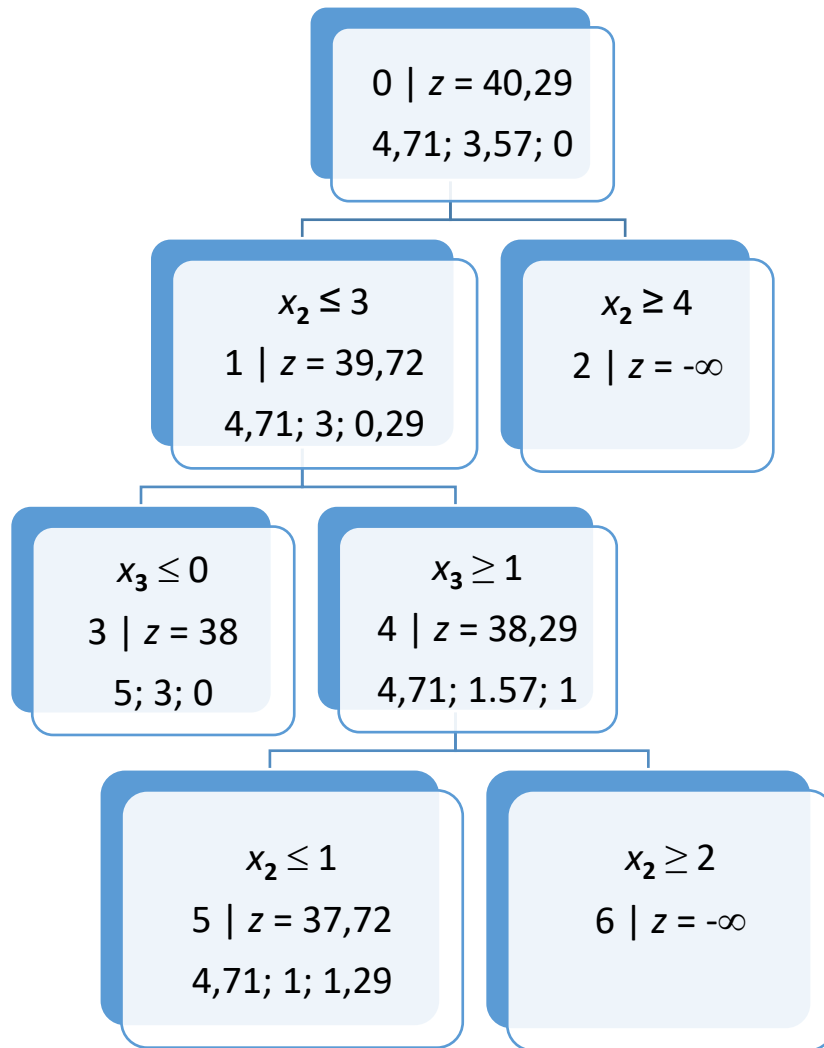 0 | z = 40,29
4,71; 3,57; 0
x₂ ≤ 3
1 | z = 39,72
4,71; 3; 0,29
x₂ ≥ 4
2 | z = -∞
x₃ ≤ 0
3 | z = 38
5; 3; 0
x₃ ≥ 1
4 | z = 38,29
4,71; 1.57; 1
x₂ ≤ 1
5 | z = 37,72
4,71; 1; 1,29
x₂ ≥ 2
6 | z = -∞